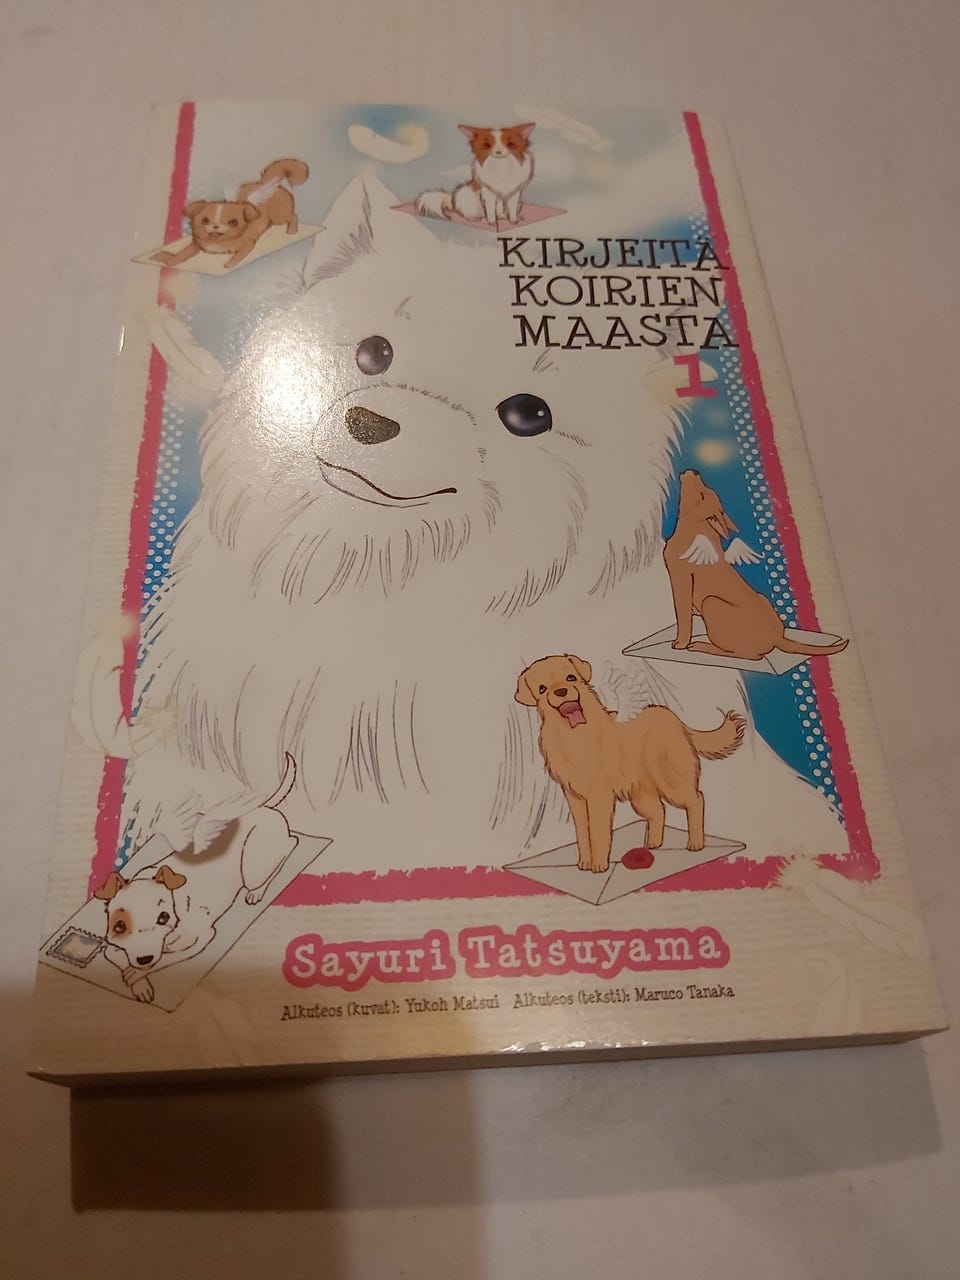 KIRJEITÄ
KOIRIEN
MAASTA
1
Sayuri Tatsuyama
Alkuteos (kuvat): Yukoh Matsui Alkuteos (teksti): Maruco Tanaka